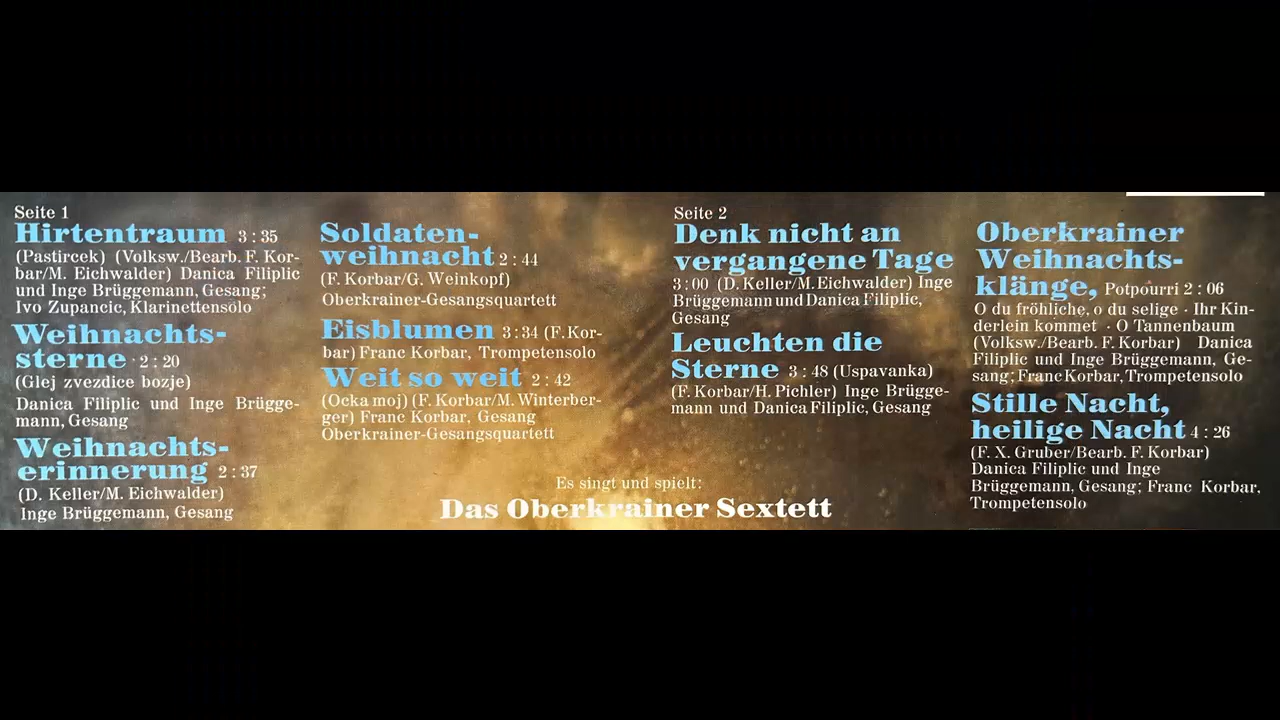 Seite 1
Hirtentraum 3:35
(Pastircek) (Volksw./Bearb. F. Kor-
bar/M. Eichwalder) Danica Filiplic
und Inge Brüggemann, Gesang;
Ivo Zupancic, Klarinettensolo
Weihnachts-
sterne 2:20
(Glej zvezdice bozje)
Danica Filiplic und Inge Brügge-
mann, Gesang
Weihnachts-
erinnerung 2:37
(D. Keller/M. Eichwalder)
Inge Brüggemann, Gesang
Soldaten-
weihnacht 2:44
(F. Korbar/G. Weinkopf)
Oberkrainer-Gesangsquartett
Eisblumen 3:34 (F. Kor-
bar) Franc Korbar, Trompetensolo
Weit so weit 2:42
(Ocka moj) (F. Korbar/M. Winterber-
ger) Franc Korbar, Gesang
Oberkrainer-Gesangsquartett
Seite 2
Denk nicht an
vergangene Tage
3:00 (D. Keller/M. Eichwalder) Inge
Brüggemann und Danica Filiplic,
Gesang
Leuchten die
Sterne 3:48 (Uspavanka)
(F. Korbar/H. Pichler) Inge Brügge-
mann und Danica Filiplic, Gesang
Oberkrainer
Weihnachts-
klänge, Potpourri 2:06
O du fröhliche, o du selige · Ihr Kin-
derlein kommet · O Tannenbaum
(Volksw./Bearb. F. Korbar) Danica
Filiplic und Inge Brüggemann, Ge-
sang; Franc Korbar, Trompetensolo
Stille Nacht,
heilige Nacht 4:26
(F. X. Gruber/Bearb. F. Korbar)
Danica Filiplic und Inge
Brüggemann, Gesang; Franc Korbar,
Trompetensolo
Es singt und spielt:
Das Oberkrainer Sextett